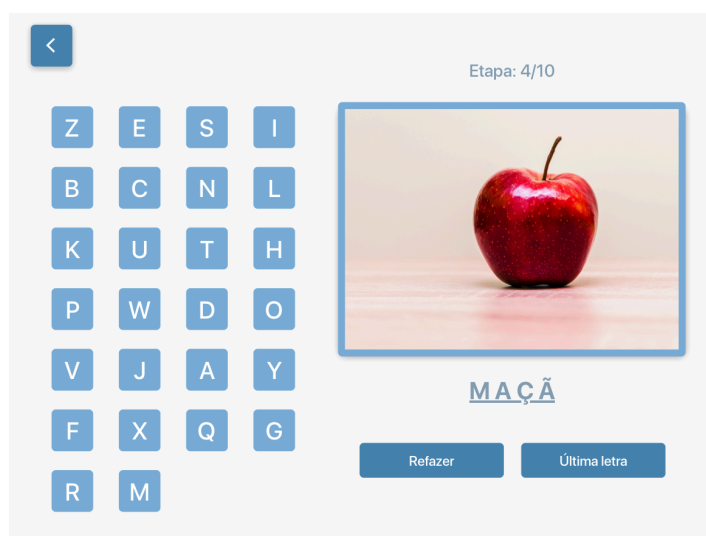 Etapa: 4/10
Z E S I
B C N L
K U T H
P W D O
V J A Y
F X Q G
R M
MAÇÃ
Refazer Última letra